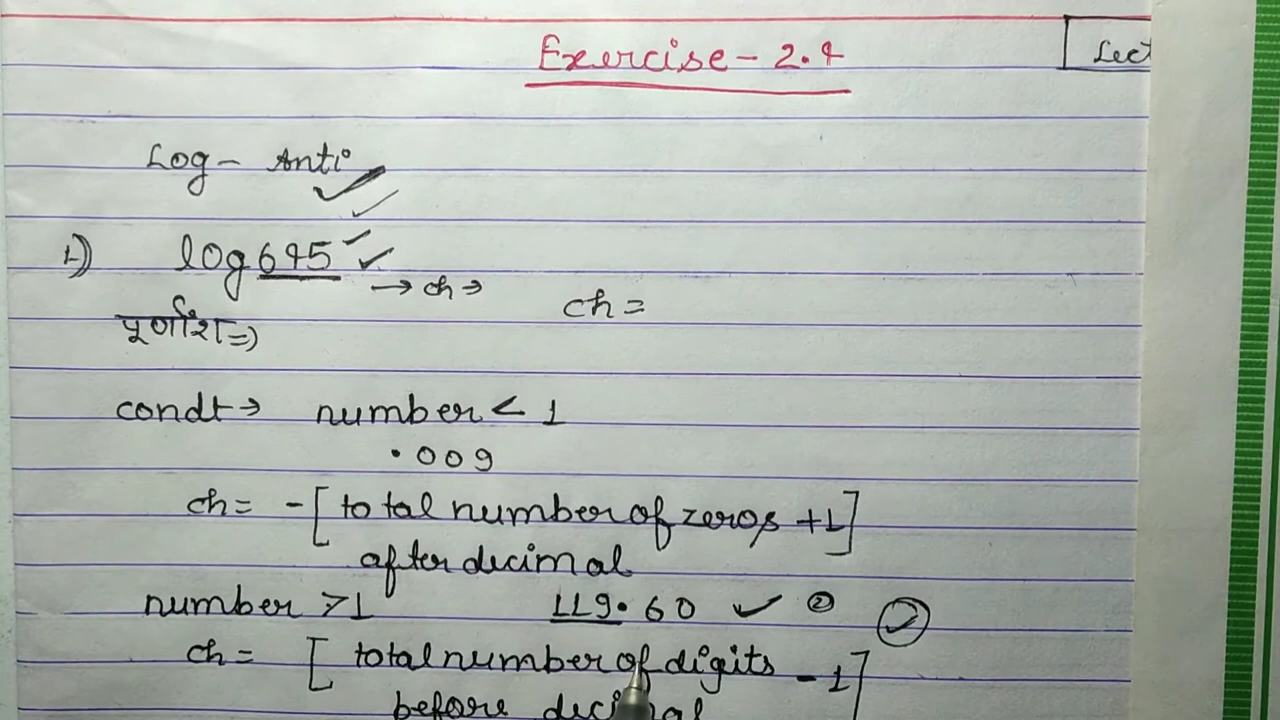 Exercise - 2.4
Lect
Log - Anti
1) log 645
→ ch →
ch =
पूर्णांश ⇒
condt → number < 1
.009
ch = - [ total number of zeros + 1 ]
after decimal
number > 1 119.60 ②
ch = [ total number of digits - 1 ]
before decimal